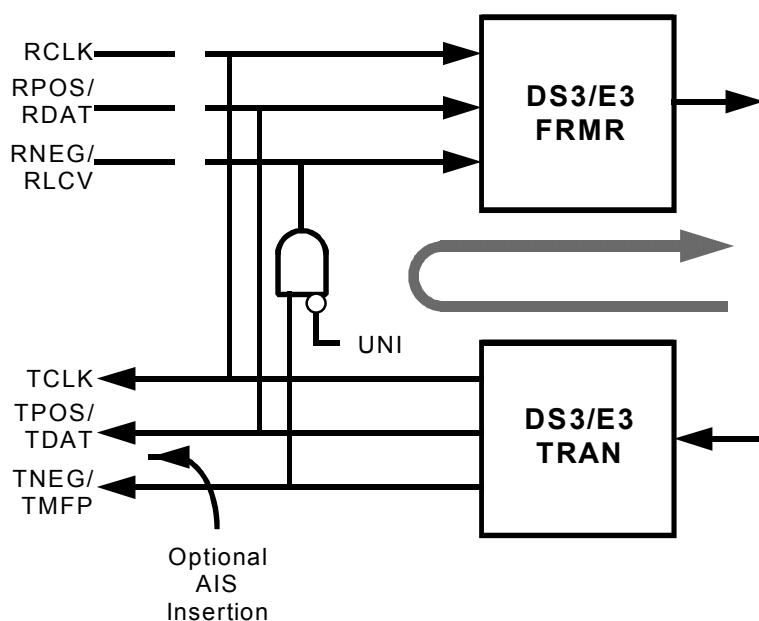 RCLK
RPOS/
RDAT
RNEG/
RLCV
DS3/E3
FRMR
UNI
TCLK
TPOS/
TDAT
TNEG/
TMFP
DS3/E3
TRAN
Optional
AIS
Insertion